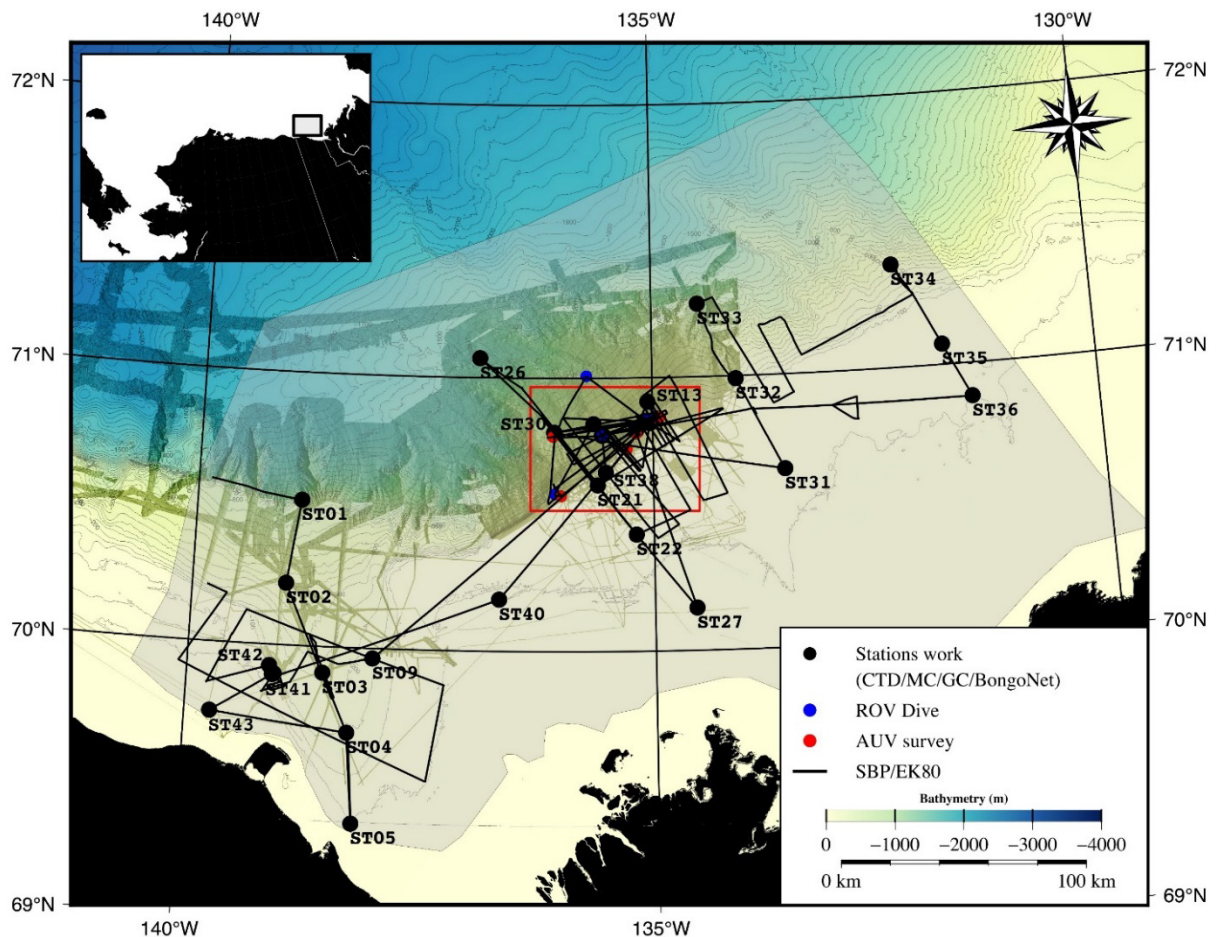 140°W 135°W 130°W
72°N 72°N
ST34
ST33
71°N ST35 71°N
ST26 ST32
ST13 ST36
ST30
ST38 ST31
ST21
ST01
ST22
ST02
ST40 ST27
70°N 70°N
ST42 ST09
ST41 ST03
ST43 ST04
ST05
Stations work
(CTD/MC/GC/BongoNet)
ROV Dive
AUV survey
SBP/EK80
Bathymetry (m)
0 −1000 −2000 −3000 −4000
0 km 100 km
69°N 69°N
140°W 135°W